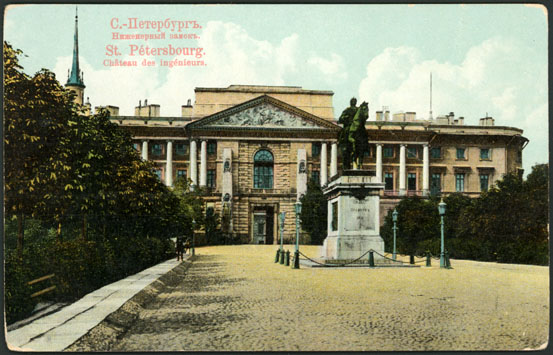 С.-Петербургъ.
Инженерный замокъ.
St. Pétersbourg.
Château des ingénieurs.